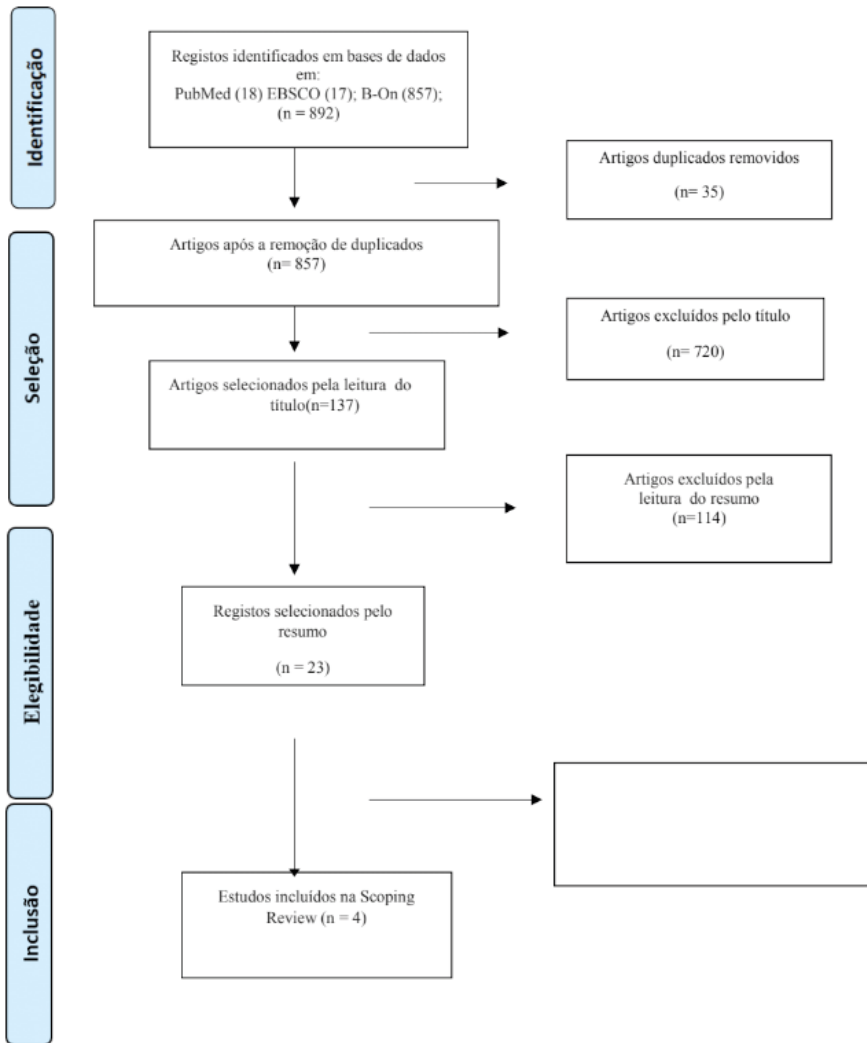 Identificação
Registos identificados em bases de dados
em:
PubMed (18) EBSCO (17); B-On (857);
(n = 892)
Artigos duplicados removidos
(n= 35)
Seleção
Artigos após a remoção de duplicados
(n= 857)
Artigos excluídos pelo título
(n= 720)
Artigos selecionados pela leitura do
título(n=137)
Artigos excluídos pela
leitura do resumo
(n=114)
Elegibilidade
Registos selecionados pelo
resumo
(n = 23)
Inclusão
Estudos incluídos na Scoping
Review (n = 4)